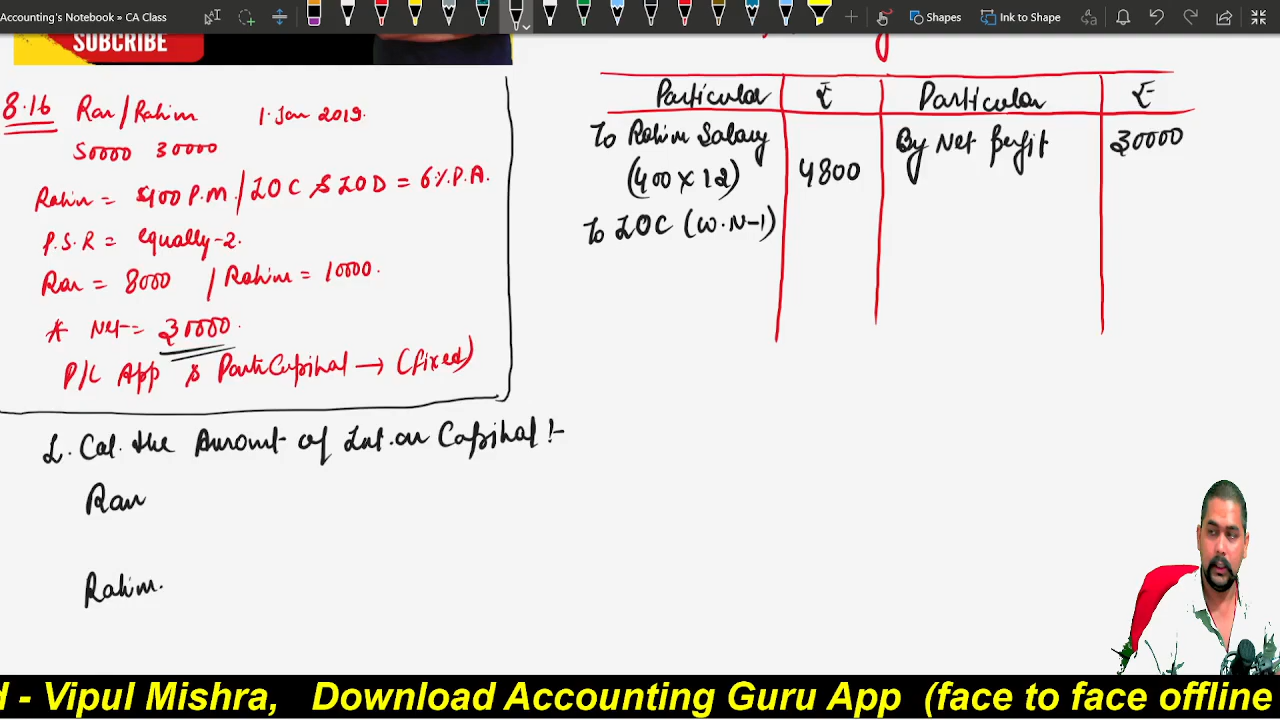 Accounting's Notebook » CA Class
Shapes
Ink to Shape
SUBCRIBE
8.16 Ram/Rahim 1 Jan 2019.
50000 30000
Rahim = 400 P.M / IOC & IOD = 6% P.A.
P.S.R = equally-2.
Ram = 8000 / Rahim = 10000.
* Net = 30000.
P/L App & Part Capital → (fixed)
1. Cal. the Amount of Int. on Capital :-
Ram
Rahim.
Particular ₹ Particular ₹
To Rahim Salary By Net Profit 30000
(400 x 12) 4800
To IOC (W.N-1)
d - Vipul Mishra, Download Accounting Guru App (face to face offline